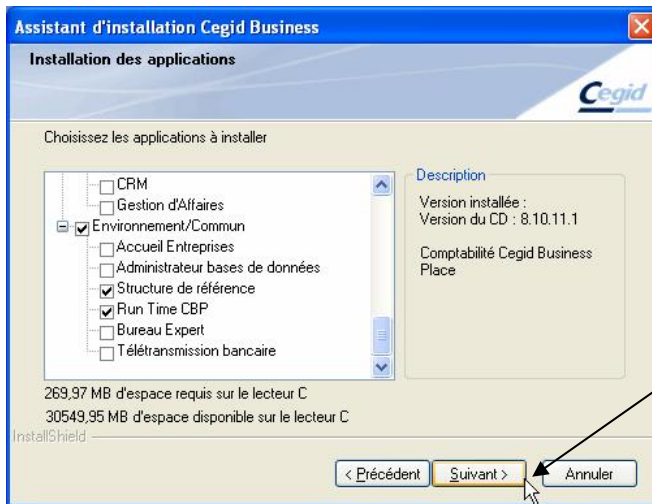 Assistant d'installation Cegid Business
Installation des applications
Cegid
Choisissez les applications à installer
CRM
Gestion d'Affaires
Environnement/Commun
Accueil Entreprises
Administrateur bases de données
Structure de référence
Run Time CBP
Bureau Expert
Télétransmission bancaire
Description
Version installée :
Version du CD : 8.10.11.1
Comptabilité Cegid Business
Place
269,97 MB d'espace requis sur le lecteur C
30549,95 MB d'espace disponible sur le lecteur C
InstallShield
< Précédent
Suivant >
Annuler